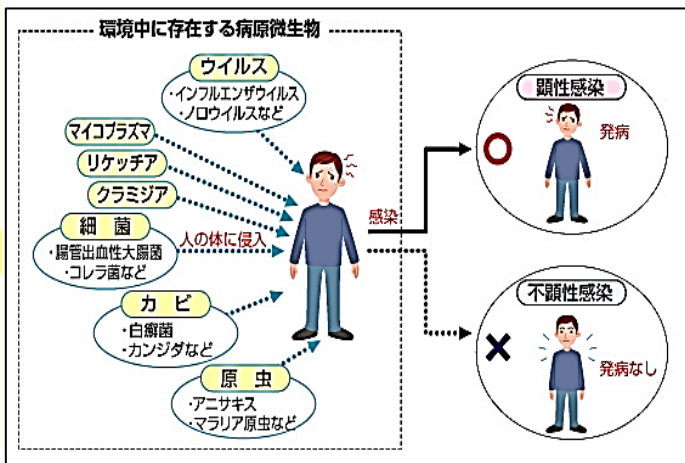 環境中に存在する病原微生物
ウイルス
・インフルエンザウイルス
・ノロウイルスなど
マイコプラズマ
リケッチア
クラミジア
細菌
・腸管出血性大腸菌
・コレラ菌など
人の体に侵入
カビ
・白癬菌
・カンジダなど
原虫
・アニサキス
・マラリア原虫など
感染
顕性感染
発病
不顕性感染
発病なし